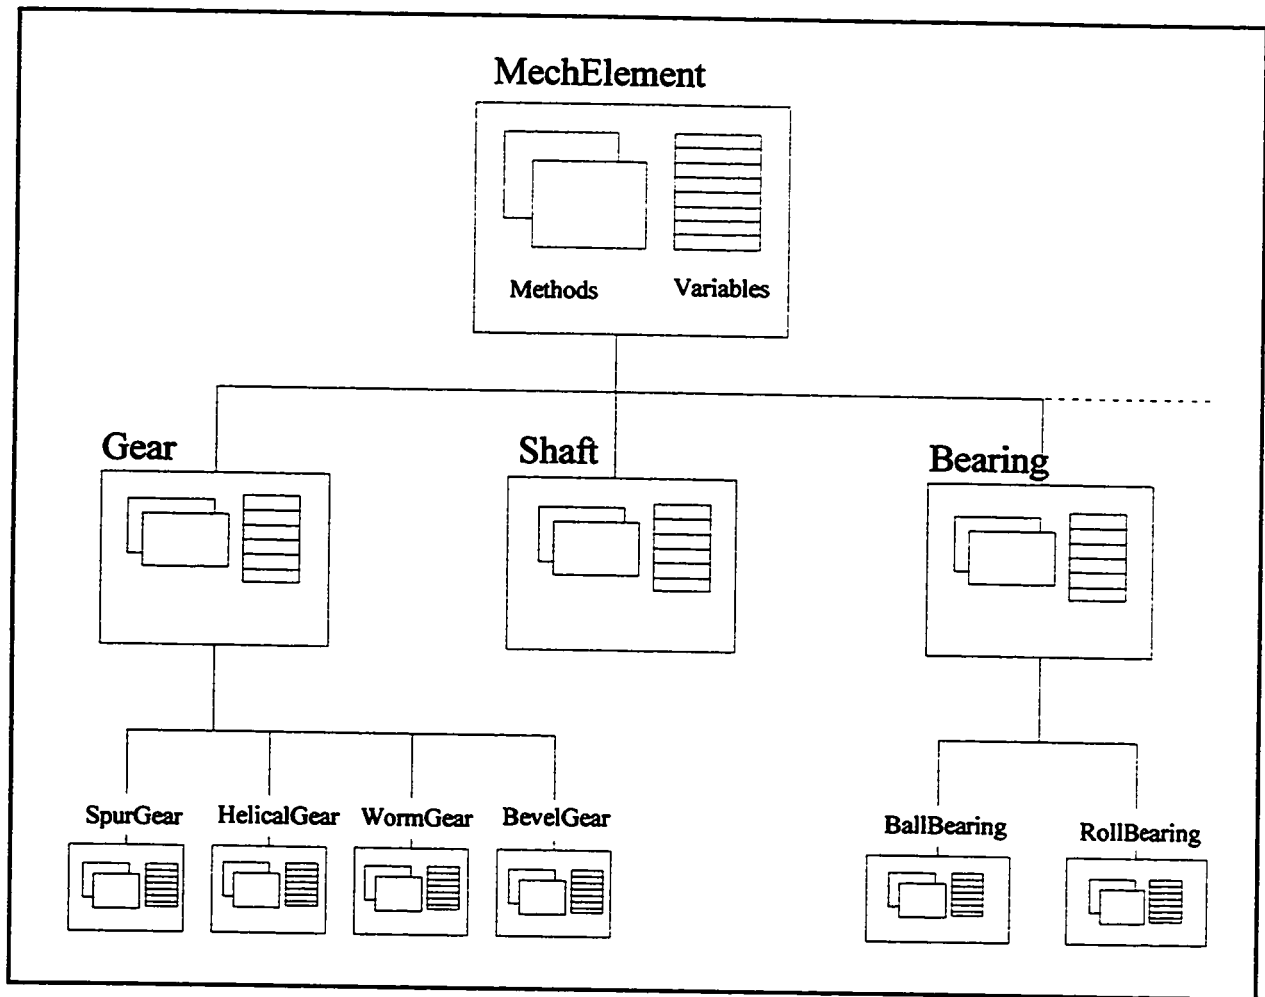 MechElement
Methods
Variables
Gear
Shaft
Bearing
SpurGear
HelicalGear
WormGear
BevelGear
BallBearing
RollBearing